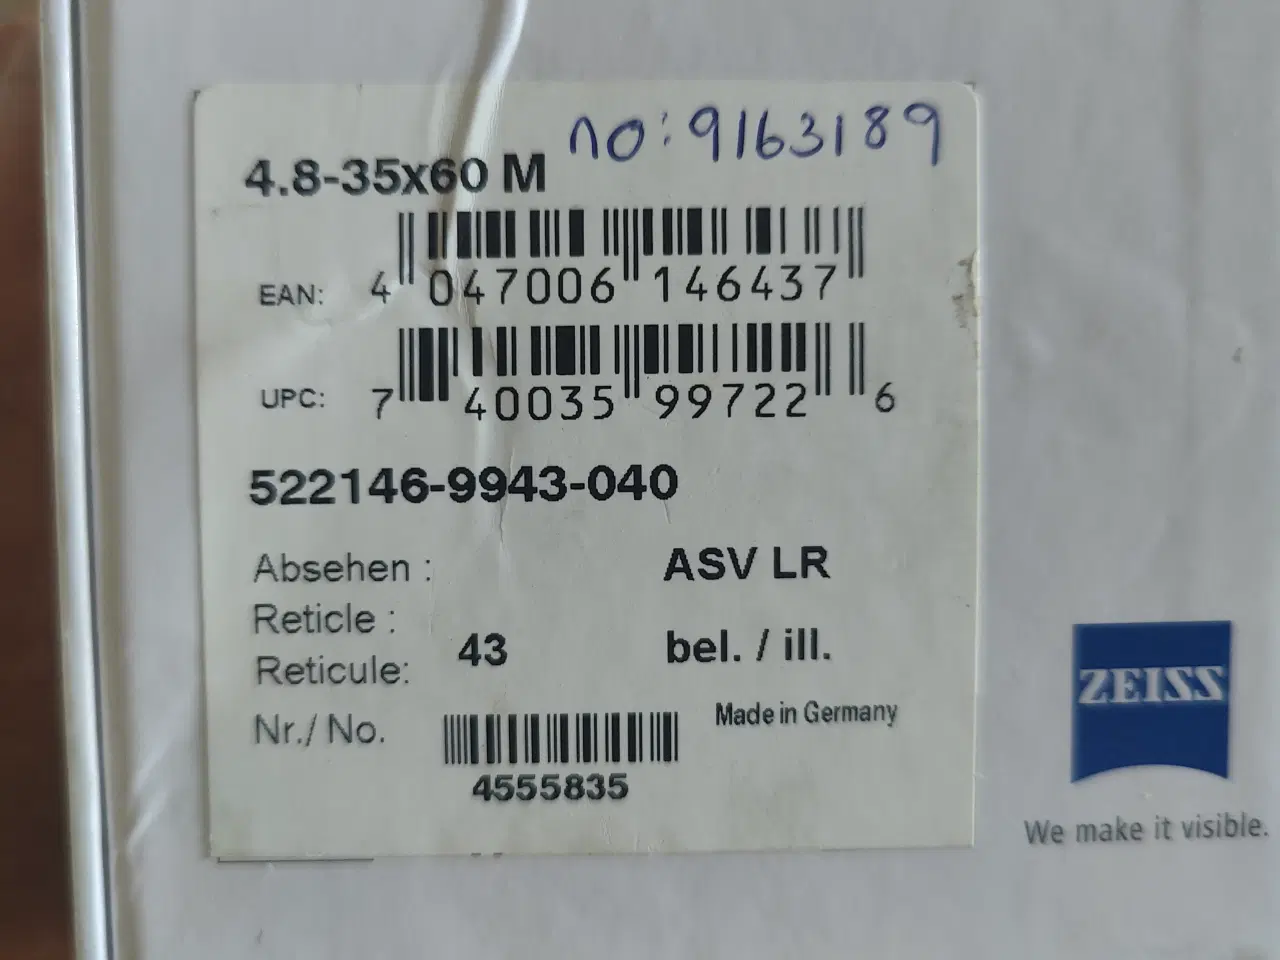 no: 9163189
4.8-35x60 M
EAN: 4 047006 146437
UPC: 7 40035 99722 6
522146-9943-040
Absehen : ASV LR
Reticle :
Reticule: 43 bel. / ill.
Made in Germany
Nr./ No.
4555835
ZEISS
We make it visible.